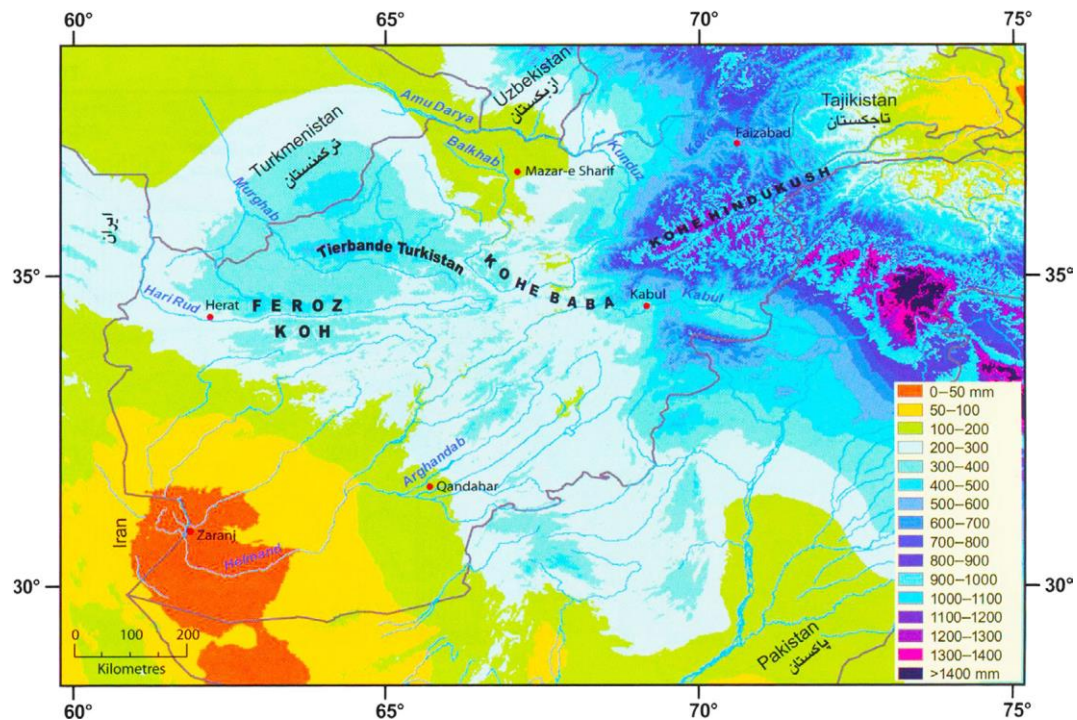 60°
65°
70°
75°
Uzbekistan
ازبکستان
Amu Darya
Tajikistan
تاجکستان
Turkmenistan
ترکمنستان
Balkhab
Kunduz
Kokcha
Faizabad
Mazar-e Sharif
Murghab
ایران
KOHE HINDUKUSH
Tierbande Turkistan
35°
35°
KOHE BABA
Hari Rud
Herat
FEROZ
KOH
Kabul
Kabul
0–50 mm
50–100
100–200
200–300
300–400
400–500
500–600
600–700
700–800
800–900
900–1000
1000–1100
1100–1200
1200–1300
1300–1400
>1400 mm
Arghandab
Qandahar
Iran
Zaranj
Helmand
30°
30°
0 100 200
Kilometres
Pakistan
پاکستان
60°
65°
70°
75°